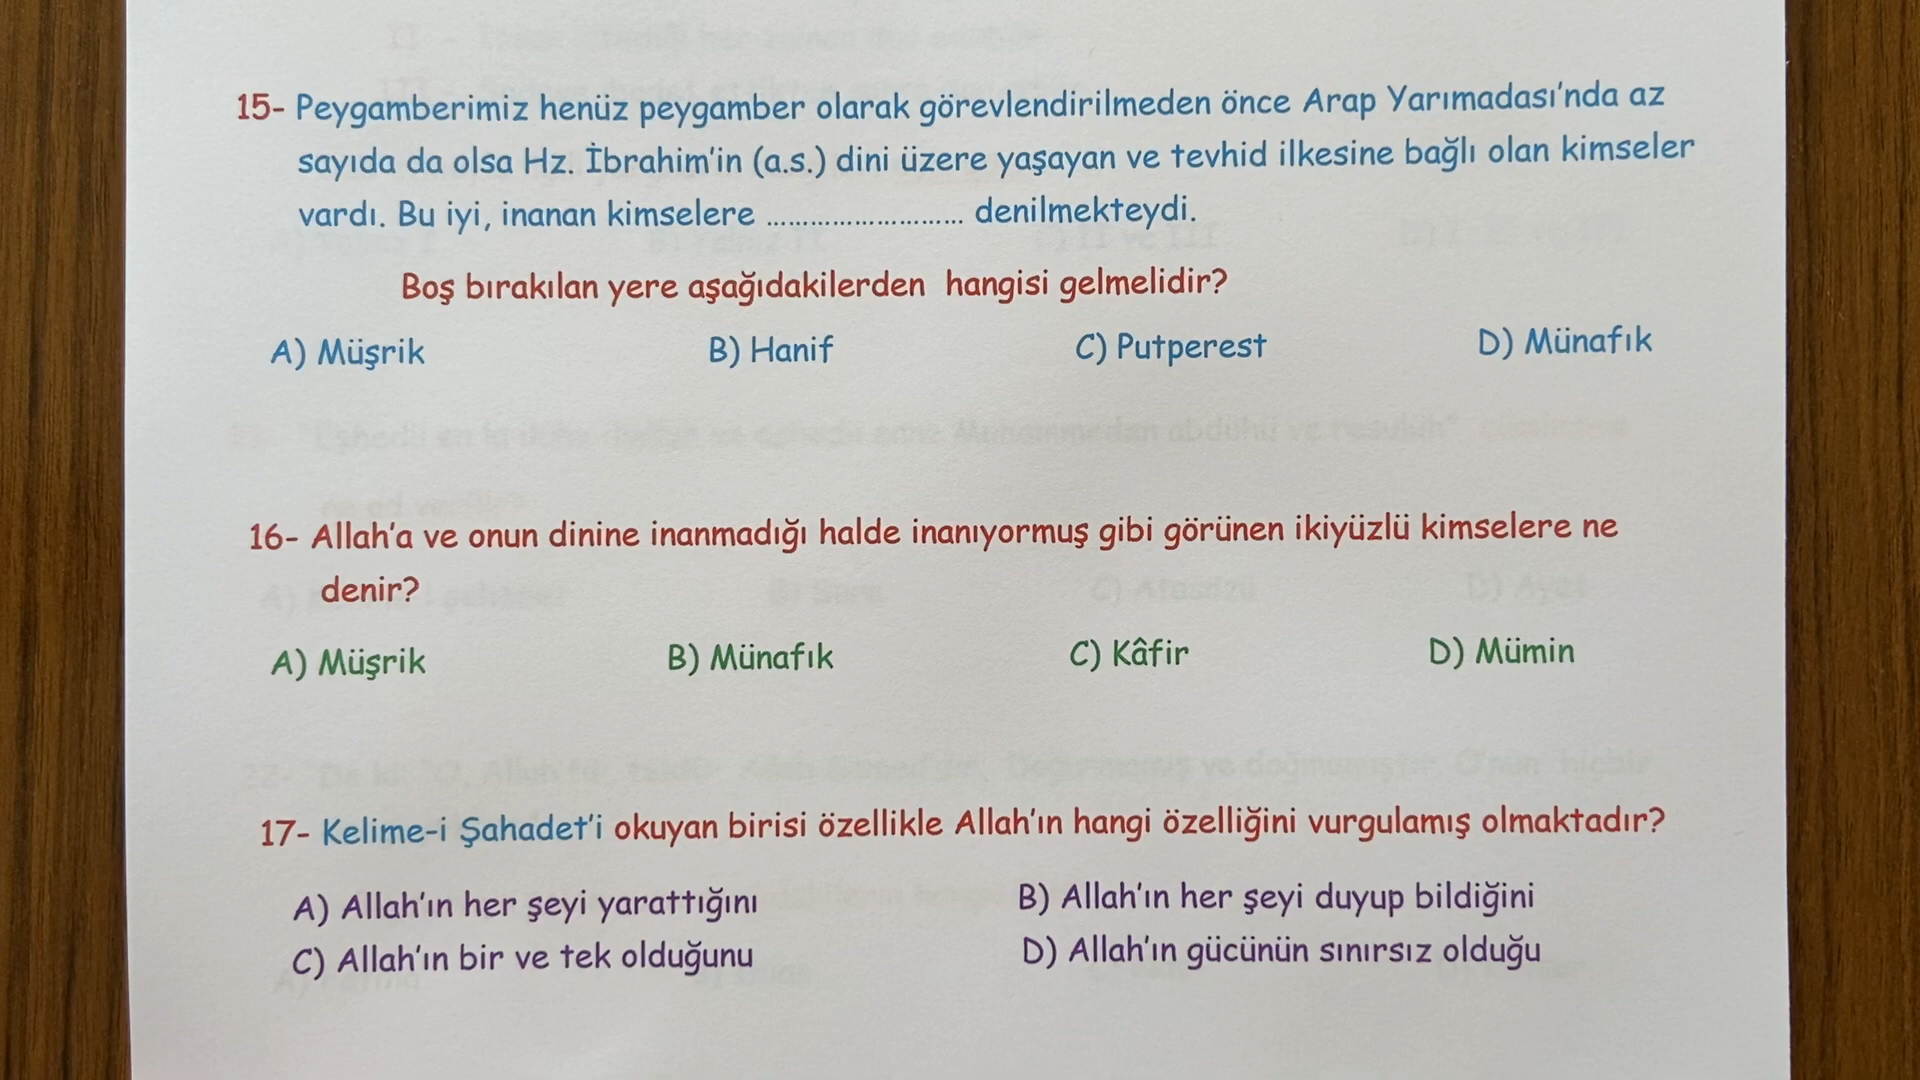 15- Peygamberimiz henüz peygamber olarak görevlendirilmeden önce Arap Yarımadası'nda az
sayıda da olsa Hz. İbrahim'in (a.s.) dini üzere yaşayan ve tevhid ilkesine bağlı olan kimseler
vardı. Bu iyi, inanan kimselere ........................... denilmekteydi.
Boş bırakılan yere aşağıdakilerden hangisi gelmelidir?
A) Müşrik B) Hanif C) Putperest D) Münafık
16- Allah'a ve onun dinine inanmadığı halde inanıyormuş gibi görünen ikiyüzlü kimselere ne
denir?
A) Müşrik B) Münafık C) Kâfir D) Mümin
17- Kelime-i Şahadet'i okuyan birisi özellikle Allah'ın hangi özelliğini vurgulamış olmaktadır?
A) Allah'ın her şeyi yarattığını B) Allah'ın her şeyi duyup bildiğini
C) Allah'ın bir ve tek olduğunu D) Allah'ın gücünün sınırsız olduğu